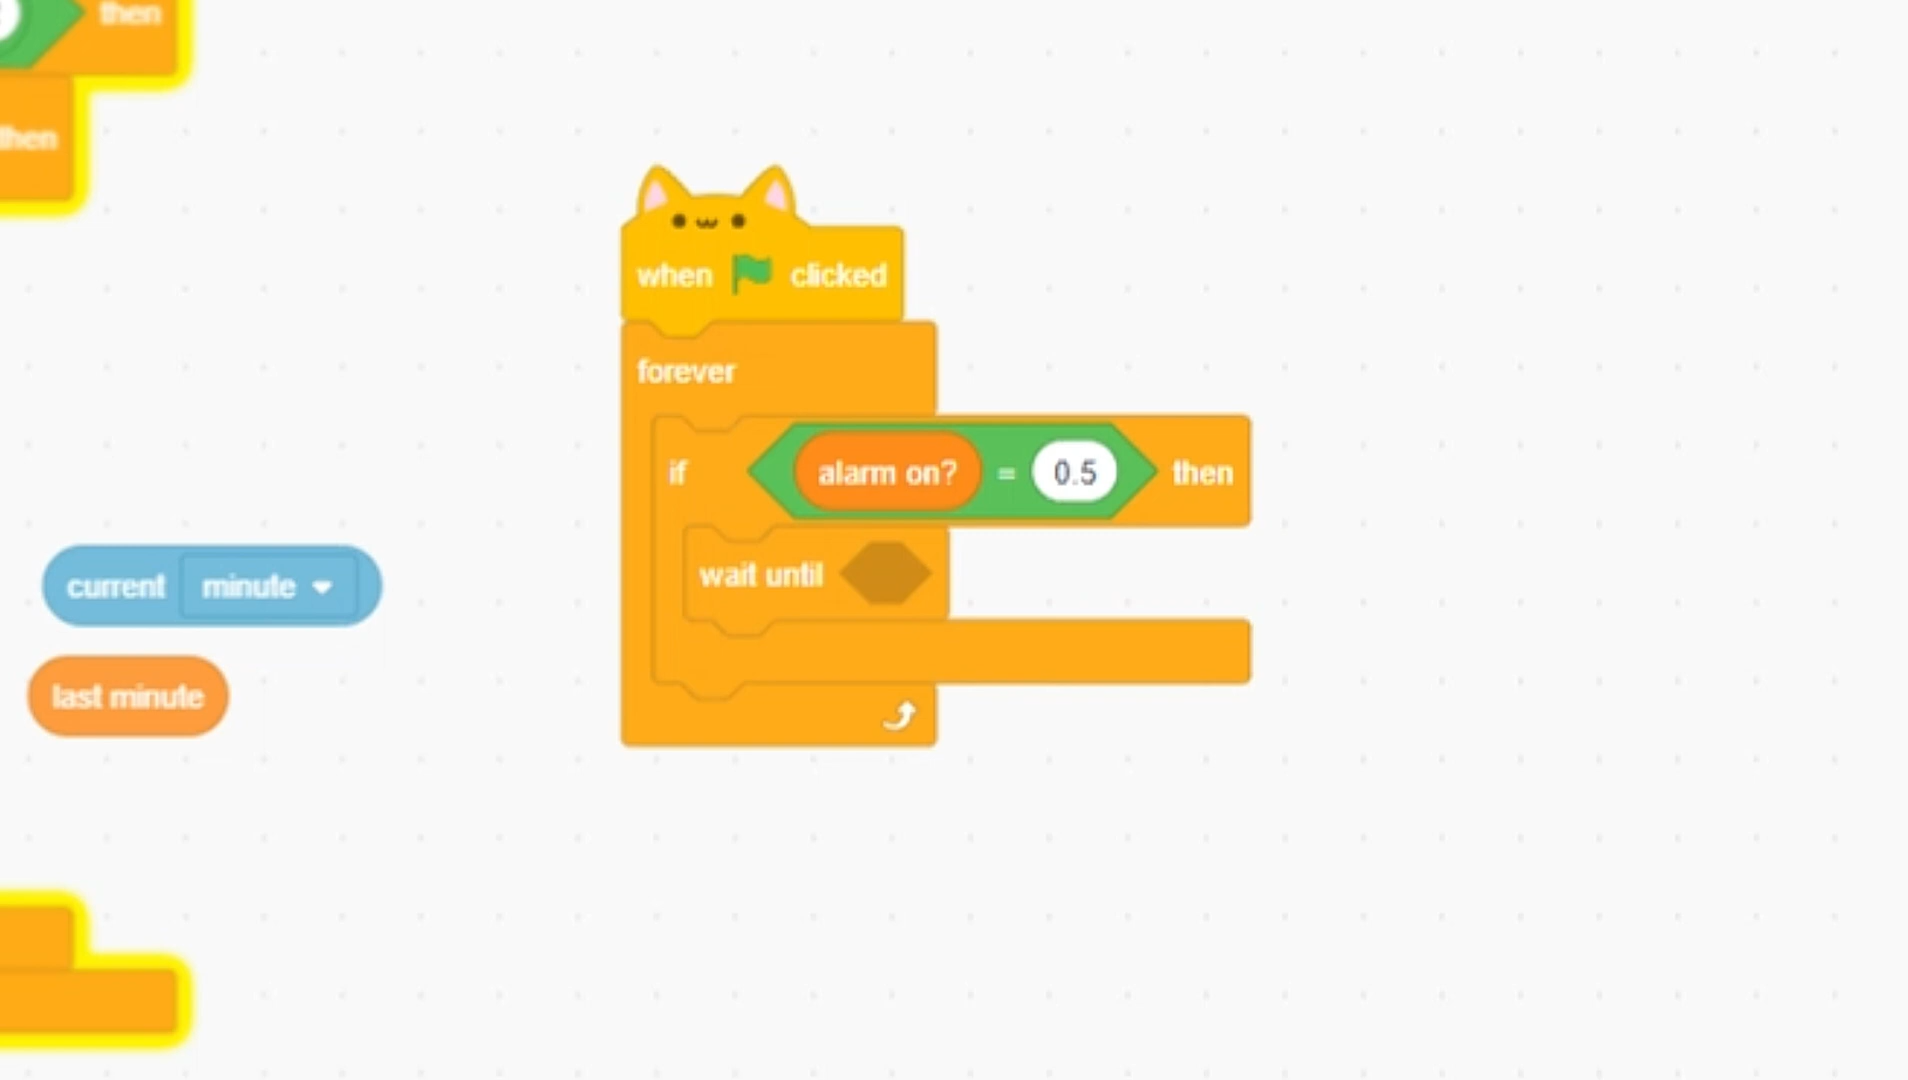 then
then
when clicked
forever
if alarm on? = 0.5 then
wait until
current minute
last minute